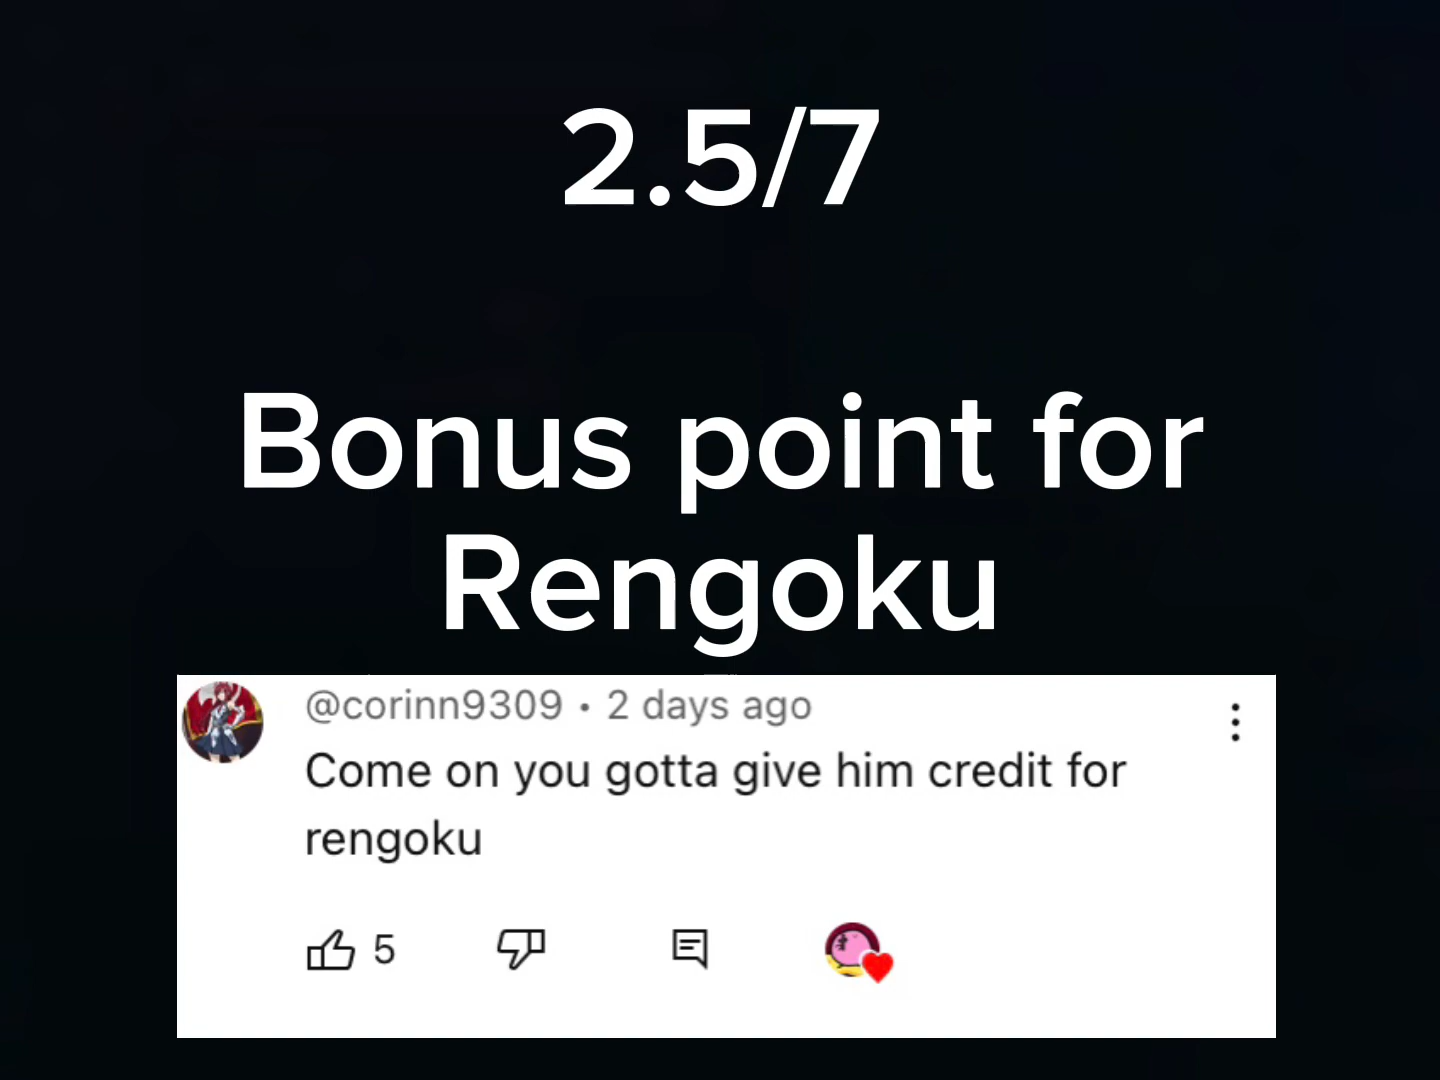 2.5/7
Bonus point for
Rengoku
@corinn9309 • 2 days ago
Come on you gotta give him credit for
rengoku
5